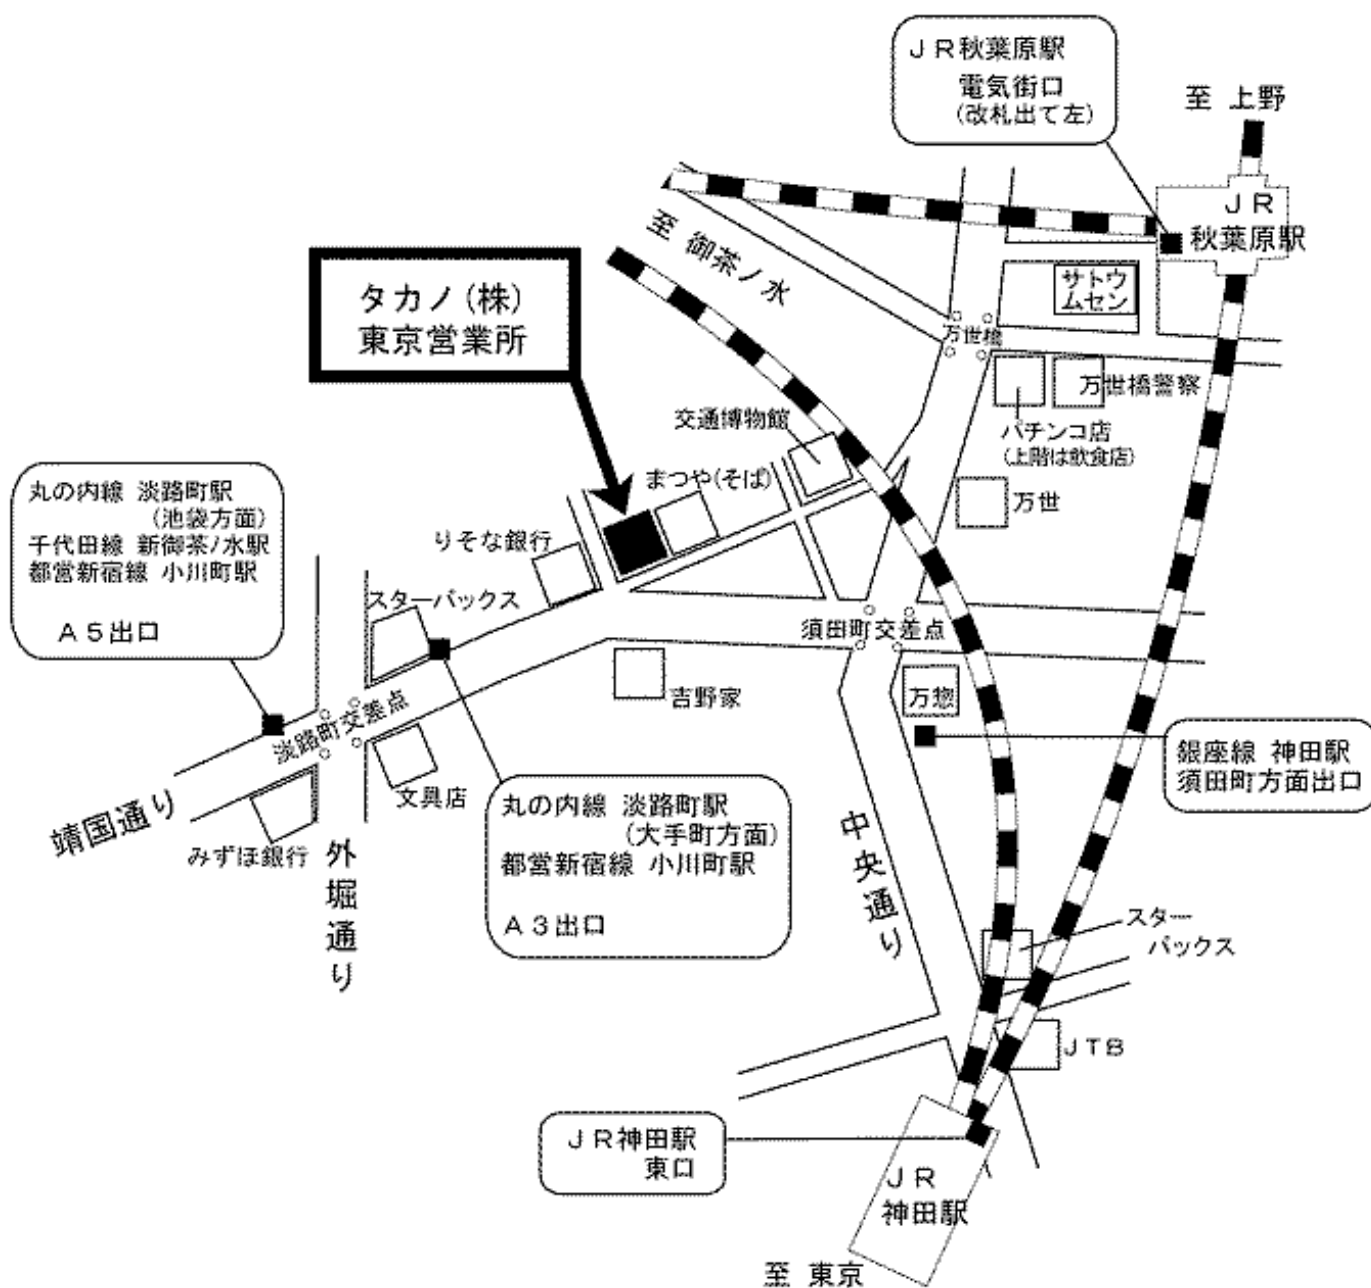 ＪＲ秋葉原駅
電気街口
(改札出て左)
至 上野
ＪＲ
秋葉原駅
至 御茶ノ水
サトウ
ムセン
タカノ(株)
東京営業所
万世橋
万世橋警察
交通博物館
パチンコ店
(上階は飲食店)
まつや(そば)
万世
丸の内線 淡路町駅
(池袋方面)
千代田線 新御茶ノ水駅
都営新宿線 小川町駅
Ａ５出口
りそな銀行
スターバックス
須田町交差点
吉野家
万惣
淡路町交差点
銀座線 神田駅
須田町方面出口
文具店
靖国通り
みずほ銀行
外堀通り
丸の内線 淡路町駅
(大手町方面)
都営新宿線 小川町駅
Ａ３出口
中央通り
スター
バックス
ＪＴＢ
ＪＲ神田駅
東口
ＪＲ
神田駅
至 東京